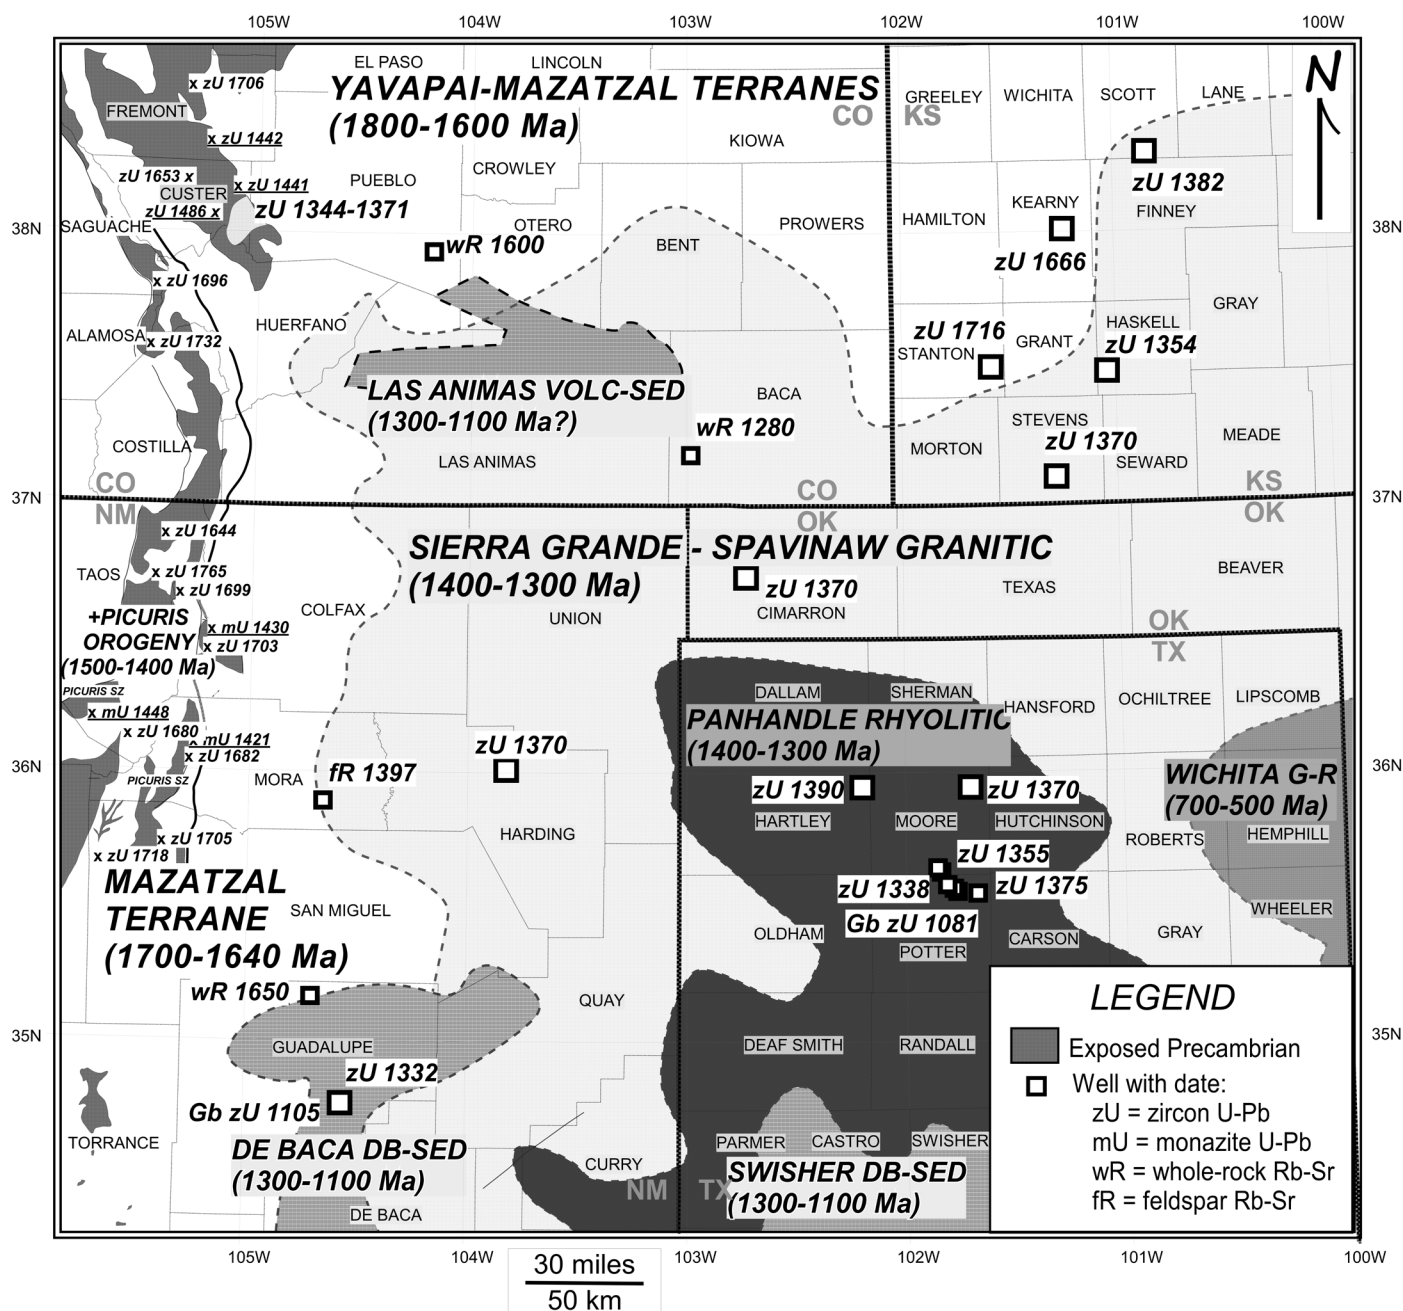 105W 104W 103W 102W 101W 100W
EL PASO LINCOLN
x zU 1706
YAVAPAI-MAZATZAL TERRANES
(1800-1600 Ma)
GREELEY WICHITA SCOTT LANE
N
FREMONT
CO KS
x zU 1442
KIOWA
CROWLEY
zU 1653 x
x zU 1441
PUEBLO
zU 1382
CUSTER
zU 1486 x
zU 1344-1371
KEARNY
FINNEY
SAGUACHE
38N
OTERO
PROWERS
HAMILTON
38N
wR 1600
BENT
zU 1666
x zU 1696
GRAY
HUERFANO
ALAMOSA
x zU 1732
zU 1716
GRANT
HASKELL
STANTON
zU 1354
LAS ANIMAS VOLC-SED
(1300-1100 Ma?)
BACA
wR 1280
STEVENS
zU 1370
MEADE
COSTILLA
LAS ANIMAS
MORTON
SEWARD
CO
CO
KS
37N
37N
NM
OK
OK
x zU 1644
SIERRA GRANDE - SPAVINAW GRANITIC
(1400-1300 Ma)
TAOS
x zU 1765
x zU 1699
zU 1370
TEXAS
BEAVER
COLFAX
UNION
CIMARRON
+PICURIS
OROGENY
(1500-1400 Ma)
x mU 1430
x zU 1703
OK
TX
PICURIS SZ
x mU 1448
x zU 1680
x mU 1421
x zU 1682
DALLAM SHERMAN
HANSFORD
OCHILTREE
LIPSCOMB
PANHANDLE RHYOLITIC
(1400-1300 Ma)
zU 1370
36N
36N
PICURIS SZ
MORA
fR 1397
WICHITA G-R
(700-500 Ma)
zU 1390
zU 1370
HARTLEY MOORE HUTCHINSON
HARDING
ROBERTS
HEMPHILL
x zU 1705
x zU 1718
zU 1355
zU 1338
zU 1375
MAZATZAL
TERRANE
(1700-1640 Ma)
SAN MIGUEL
Gb zU 1081
WHEELER
OLDHAM
POTTER
CARSON
GRAY
wR 1650
QUAY
35N
35N
GUADALUPE
DEAF SMITH RANDALL
zU 1332
Gb zU 1105
TORRANCE
DE BACA DB-SED
(1300-1100 Ma)
PARMER CASTRO SWISHER
CURRY
SWISHER DB-SED
(1300-1100 Ma)
NM TX
DE BACA
LEGEND
Exposed Precambrian
Well with date:
zU = zircon U-Pb
mU = monazite U-Pb
wR = whole-rock Rb-Sr
fR = feldspar Rb-Sr
105W 104W 103W 102W 101W 100W
30 miles
50 km